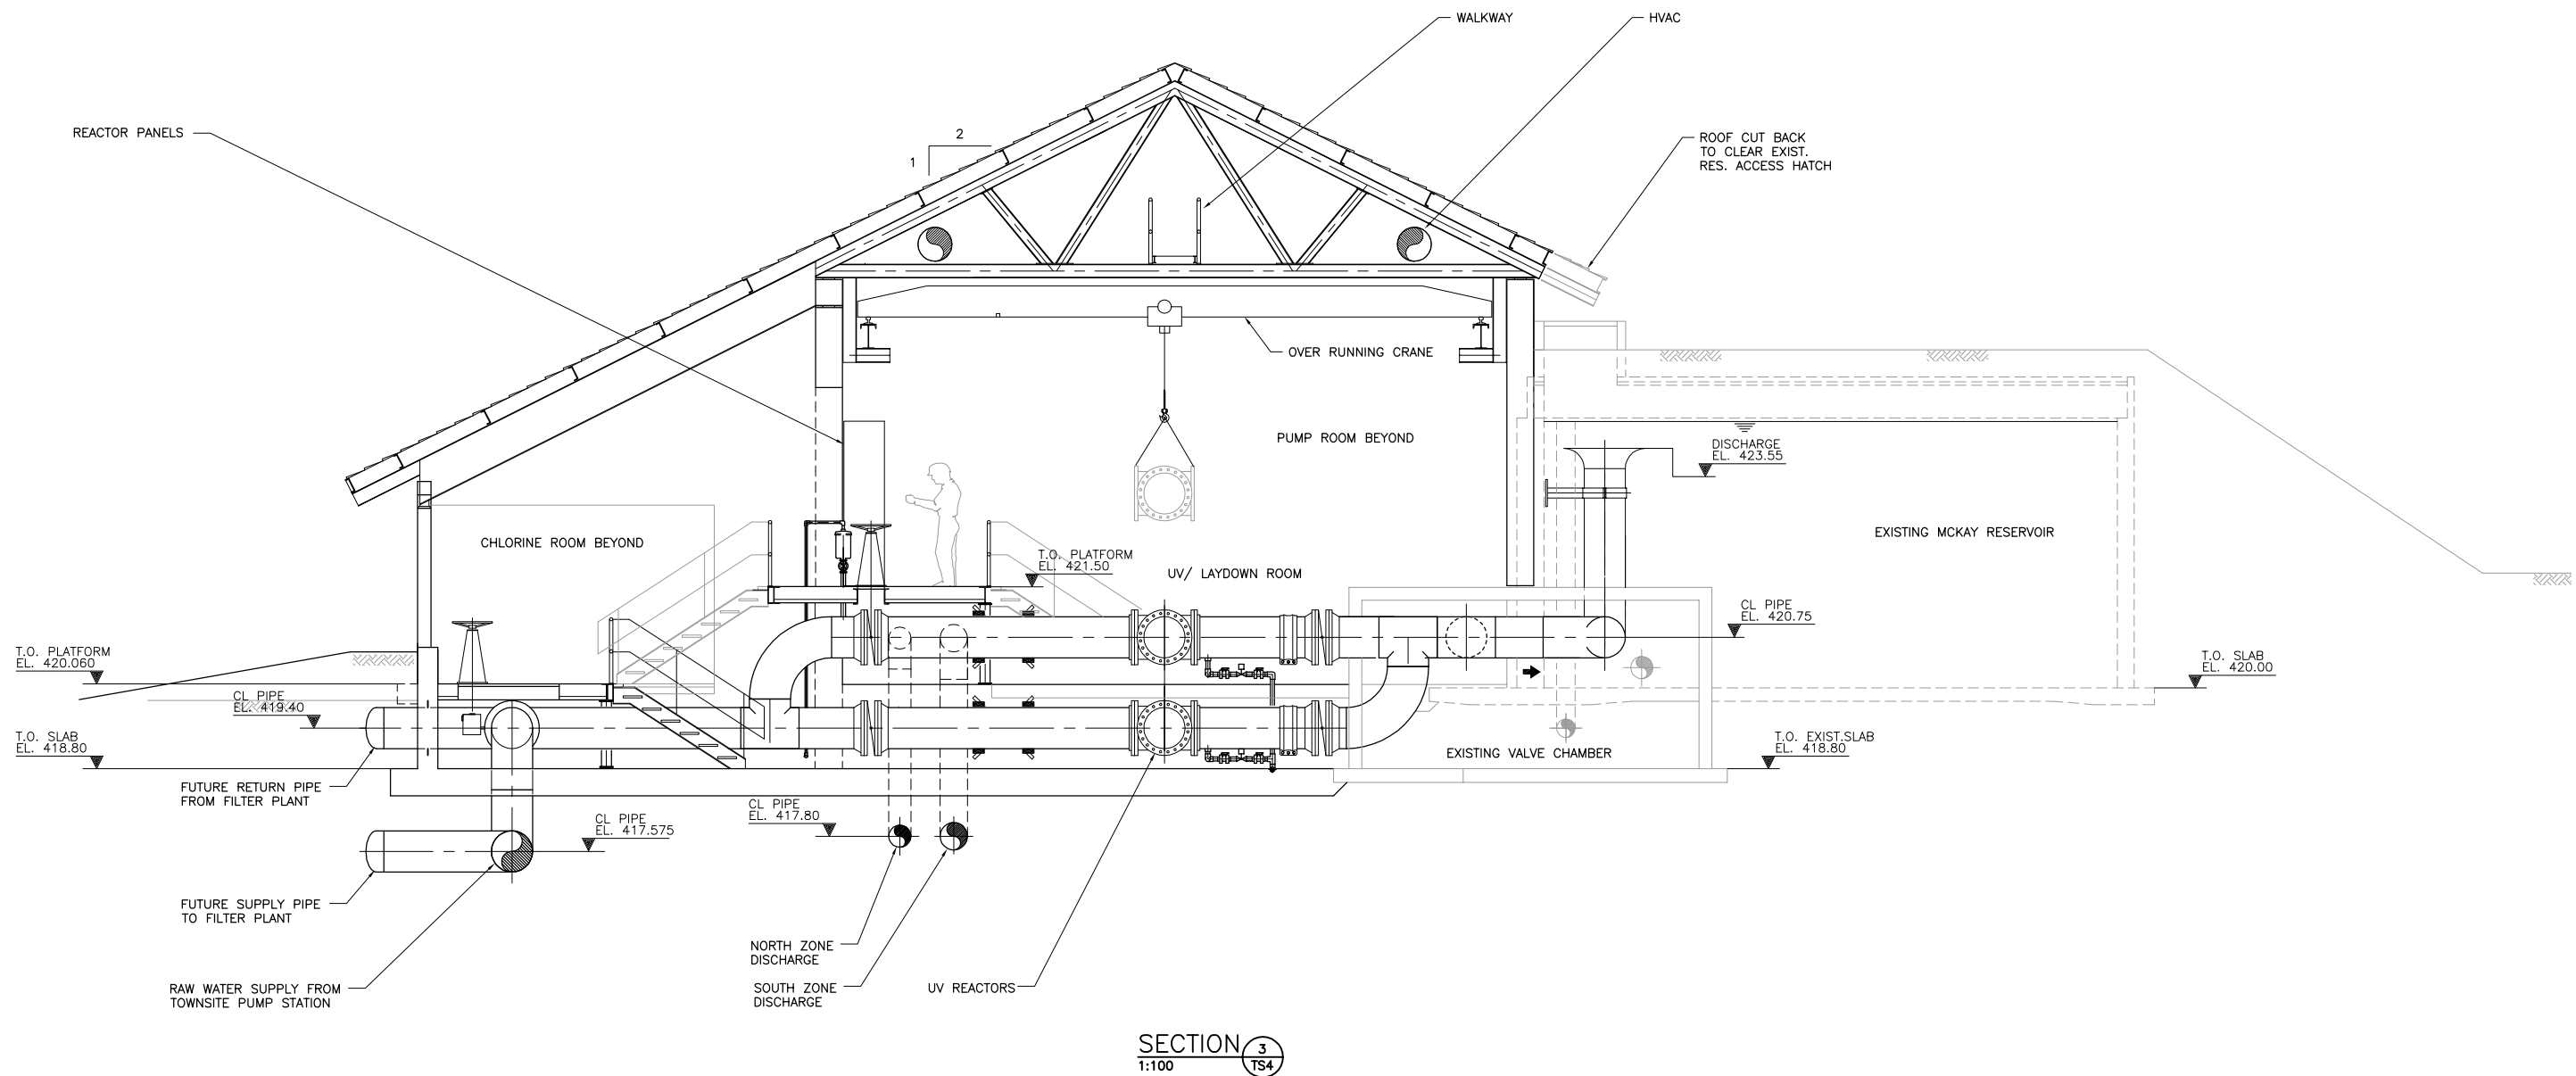 WALKWAY
HVAC
REACTOR PANELS
2
1
ROOF CUT BACK
TO CLEAR EXIST.
RES. ACCESS HATCH
OVER RUNNING CRANE
PUMP ROOM BEYOND
DISCHARGE
EL. 423.55
EXISTING MCKAY RESERVOIR
CHLORINE ROOM BEYOND
T.O. PLATFORM
EL. 421.50
UV/ LAYDOWN ROOM
CL PIPE
EL. 420.75
T.O. PLATFORM
EL. 420.060
T.O. SLAB
EL. 420.00
CL PIPE
EL. 419.40
T.O. SLAB
EL. 418.80
T.O. EXIST.SLAB
EL. 418.80
EXISTING VALVE CHAMBER
FUTURE RETURN PIPE
FROM FILTER PLANT
CL PIPE
EL. 417.80
CL PIPE
EL. 417.575
FUTURE SUPPLY PIPE
TO FILTER PLANT
NORTH ZONE
DISCHARGE
RAW WATER SUPPLY FROM
TOWNSITE PUMP STATION
SOUTH ZONE
DISCHARGE
UV REACTORS
SECTION 3
1:100 TS4